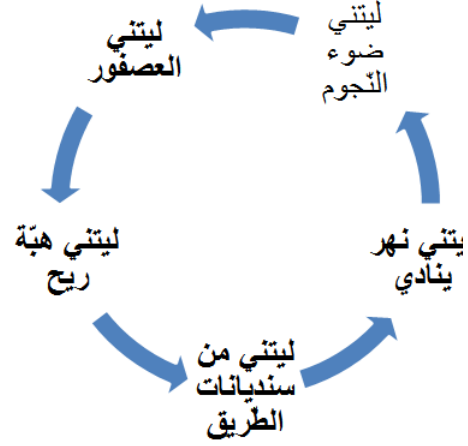 ليتني
ضوء
النّجوم
ليتني
العصفور
ليتني هبّة
ريح
ليتني من
سنديانات
الطّريق
يتني نهر
ينادي